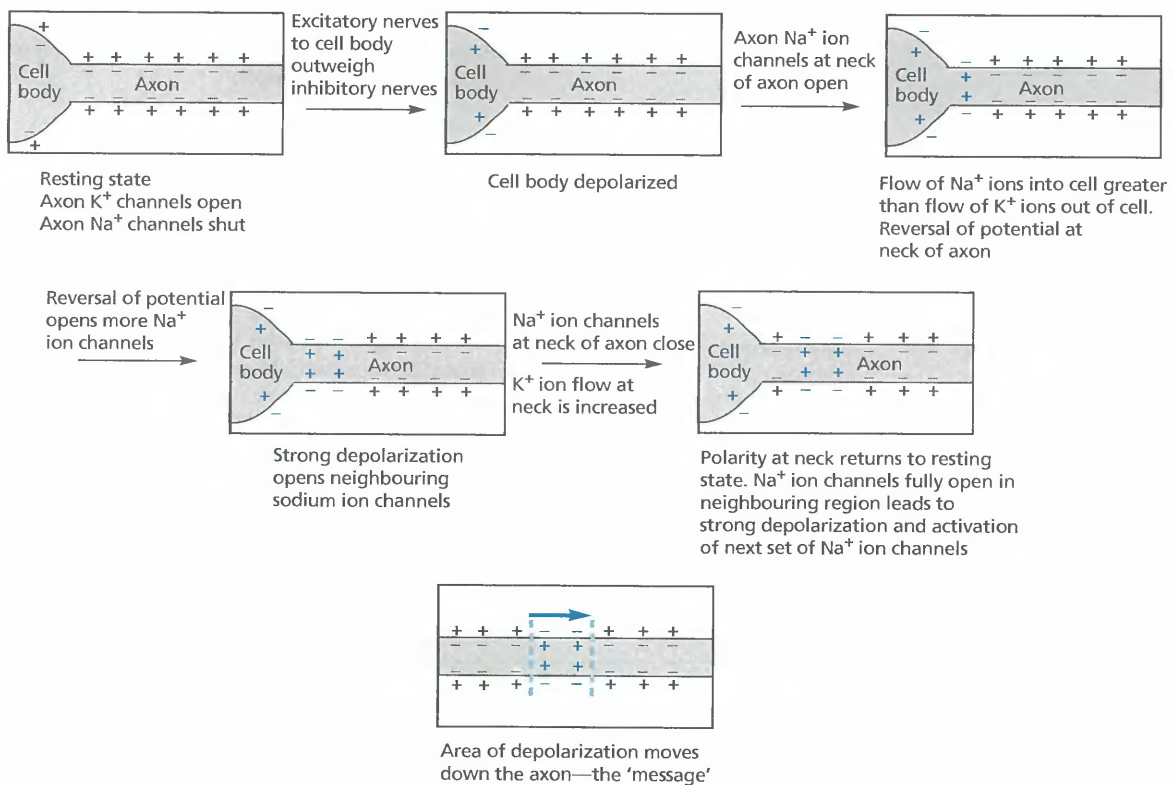 Cell
body
Axon
Resting state
Axon K+ channels open
Axon Na+ channels shut
Excitatory nerves
to cell body
outweigh
inhibitory nerves
Cell
body
Axon
Cell body depolarized
Axon Na+ ion
channels at neck
of axon open
Cell
body
Axon
Flow of Na+ ions into cell greater
than flow of K+ ions out of cell.
Reversal of potential at
neck of axon
Reversal of potential
opens more Na+
ion channels
Cell
body
Axon
Strong depolarization
opens neighbouring
sodium ion channels
Na+ ion channels
at neck of axon close
K+ ion flow at
neck is increased
Cell
body
Axon
Polarity at neck returns to resting
state. Na+ ion channels fully open in
neighbouring region leads to
strong depolarization and activation
of next set of Na+ ion channels
Area of depolarization moves
down the axon—the 'message'